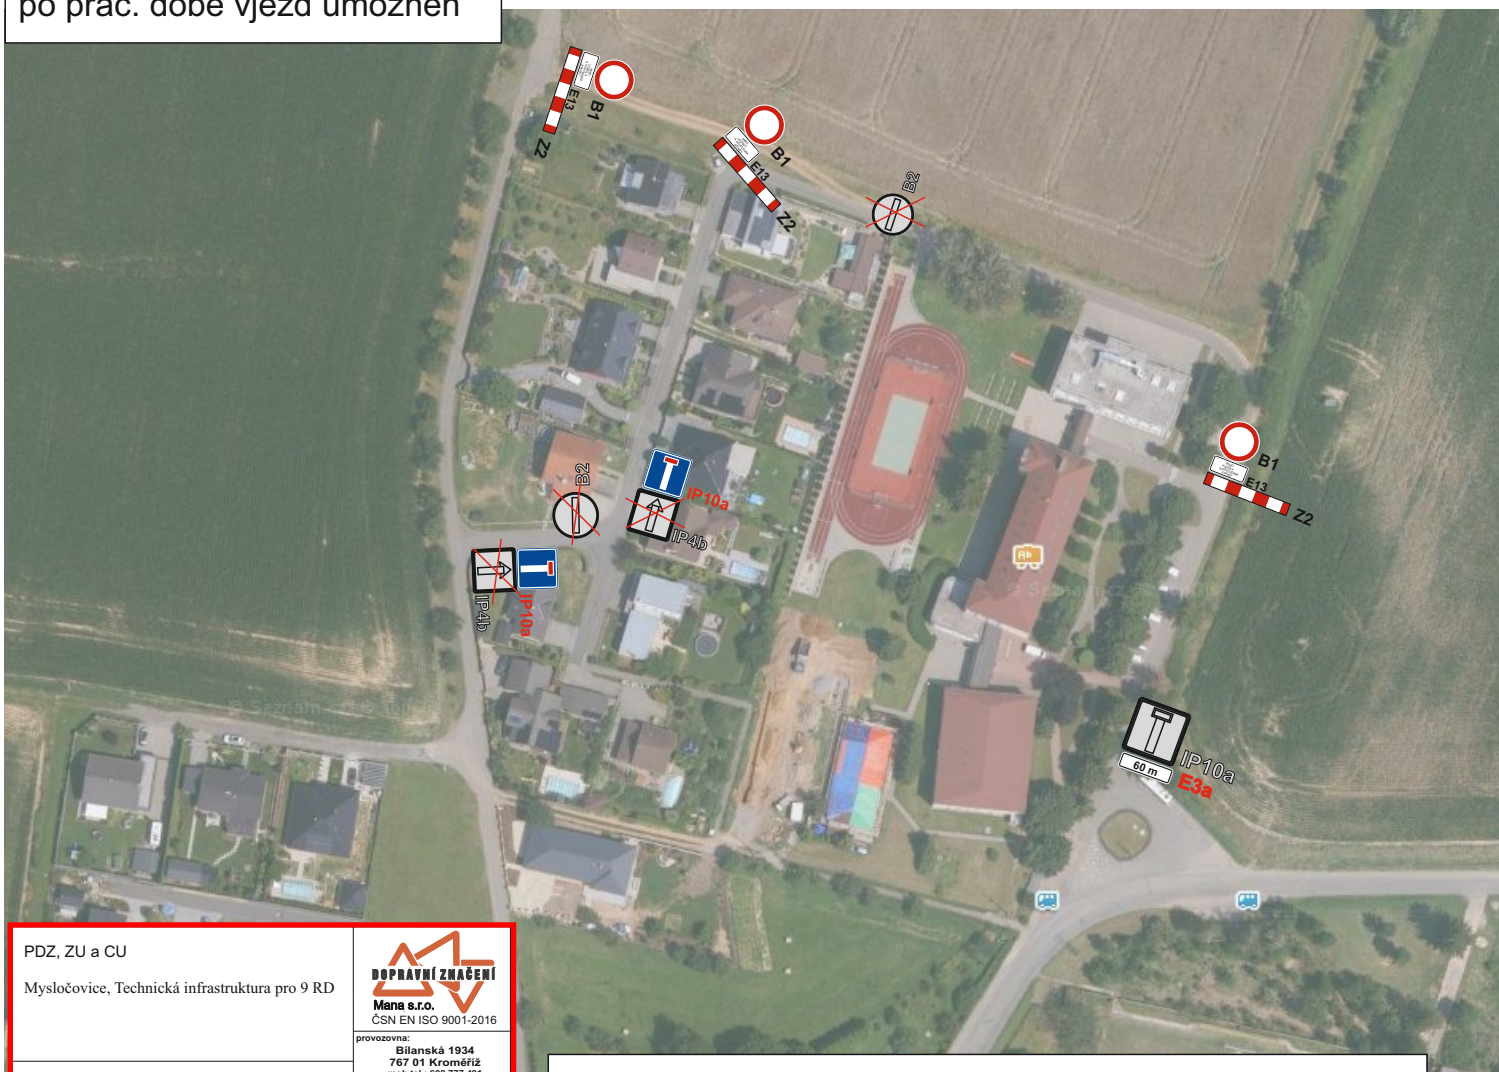 po prac. době vjezd umožněn
E13
B1
Z2
B1
E13
Z2
B2
B2
IP10a
IP4b
IP4b
IP10a
B1
E13
Z2
60 m
IP10a
E3a
PDZ, ZU a CU
Mysločovice, Technická infrastruktura pro 9 RD
DOPRAVNÍ ZNAČENÍ
Mana s.r.o.
ČSN EN ISO 9001-2016
provozovna:
Bílanská 1934
767 01 Kroměříž